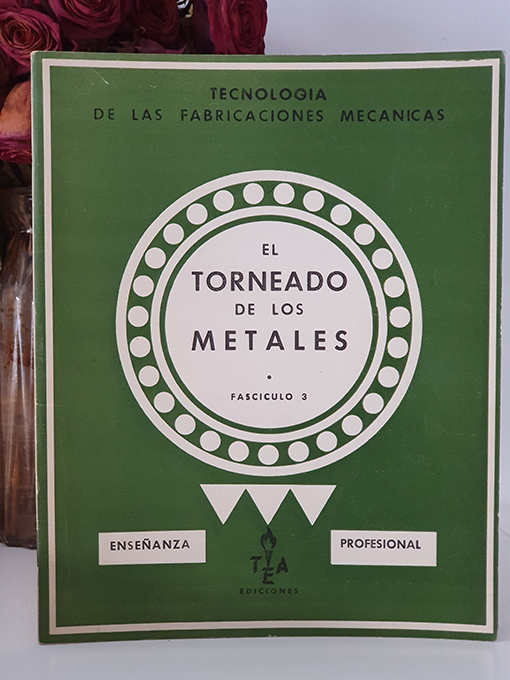 TECNOLOGIA
DE LAS FABRICACIONES MECANICAS
EL
TORNEADO
DE LOS
METALES
FASCICULO 3
ENSEÑANZA
PROFESIONAL
TEA
EDICIONES